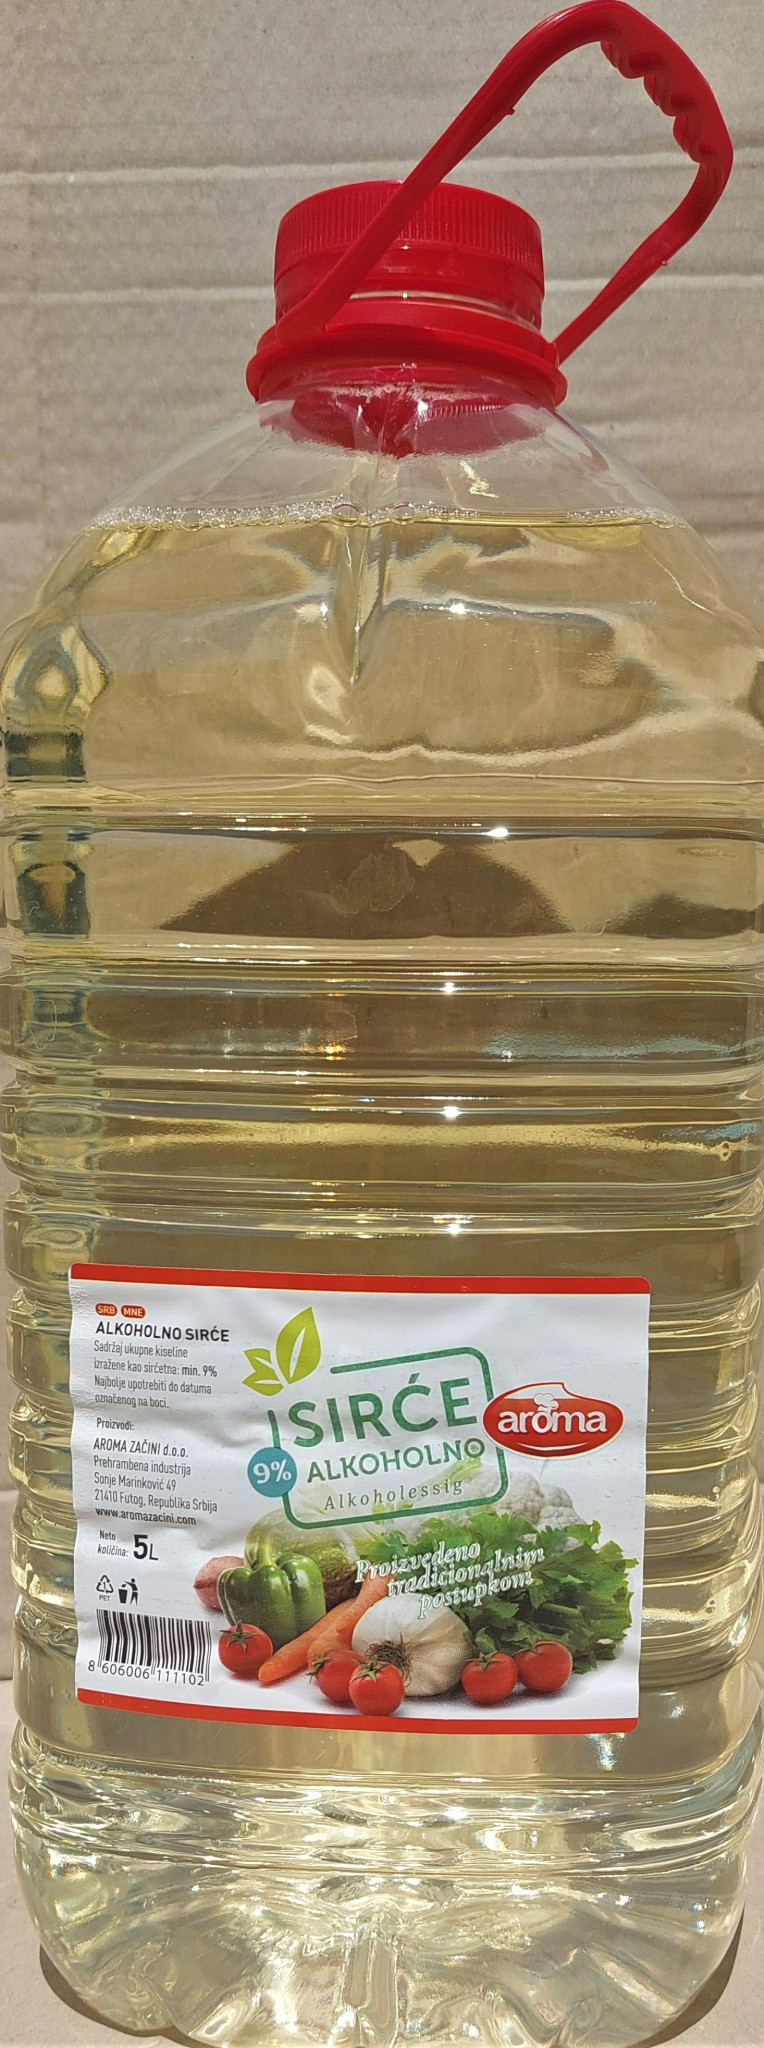 SRB MNE
ALKOHOLNO SIRĆE
Sadržaj ukupne kiseline
izražene kao sirćetna: min. 9%
Najbolje upotrebiti do datuma
označenog na boci.
Proizvodi:
AROMA ZAČINI d.o.o.
Prehrambena industrija
Sonje Marinković 49
21410 Futog, Republika Srbija
www.aromazacini.com
Neto
količina: 5L
PET
8 606006 111102
SIRĆE
9% ALKOHOLNO
Alkoholessig
aroma
Proizvedeno
tradicionalnim
postupkom